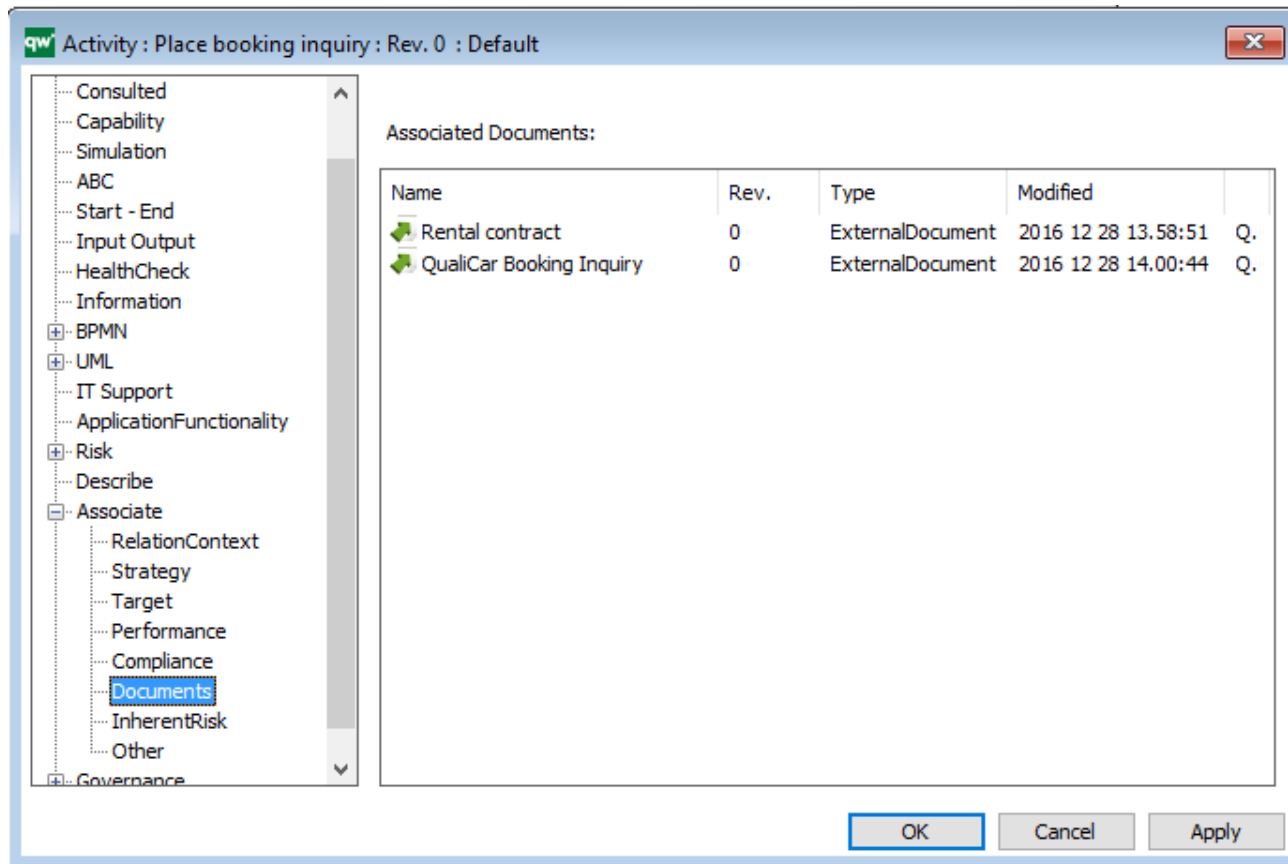 qw Activity : Place booking inquiry : Rev. 0 : Default
Consulted
Capability
Simulation
ABC
Start - End
Input Output
HealthCheck
Information
BPMN
UML
IT Support
ApplicationFunctionality
Risk
Describe
Associate
RelationContext
Strategy
Target
Performance
Compliance
Documents
InherentRisk
Other
Governance
Associated Documents:
Name Rev. Type Modified
Rental contract 0 ExternalDocument 2016 12 28 13.58:51 Q.
QualiCar Booking Inquiry 0 ExternalDocument 2016 12 28 14.00:44 Q.
OK Cancel Apply